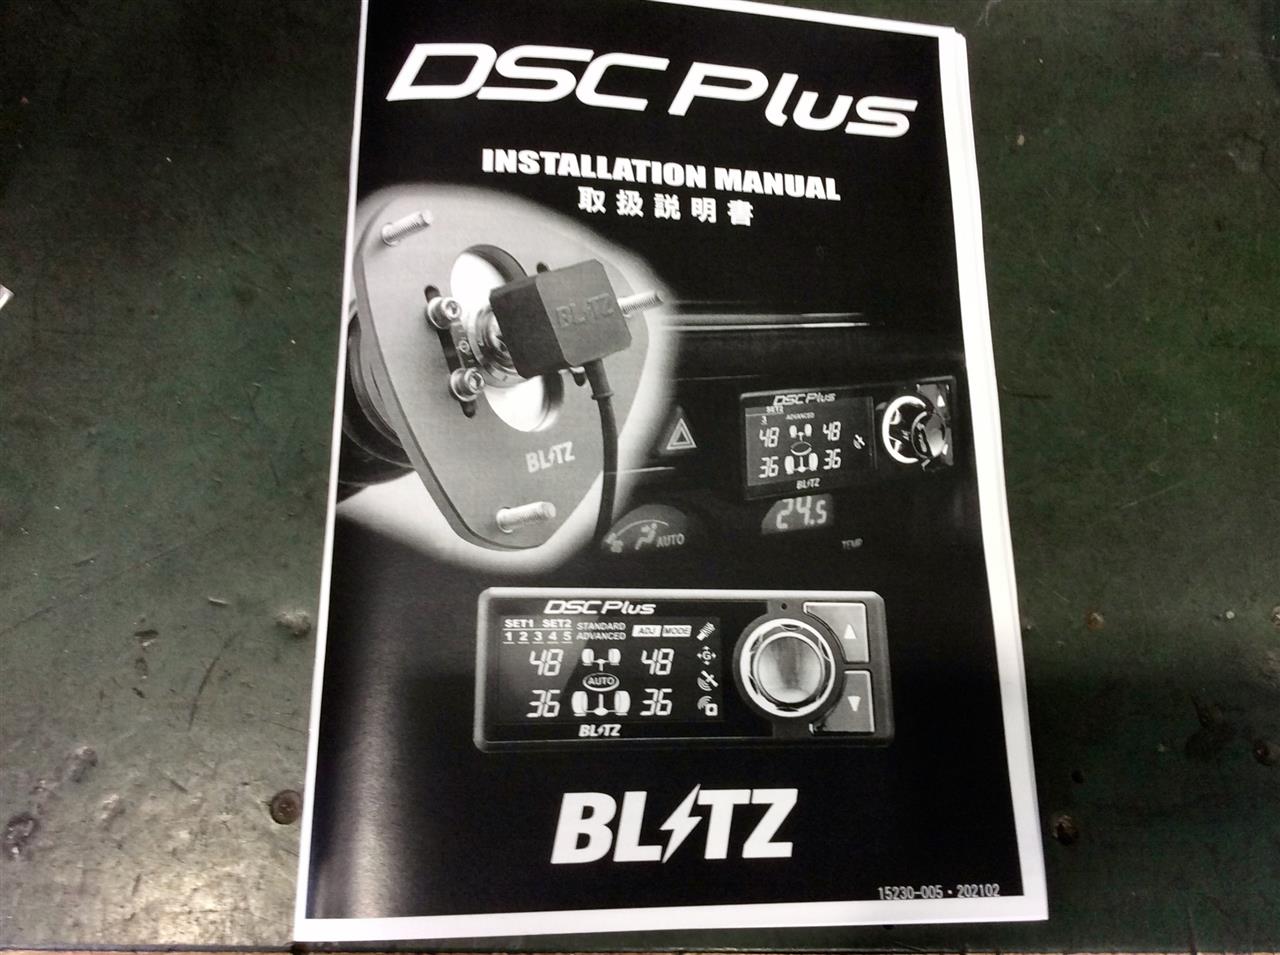 DSC Plus
INSTALLATION MANUAL
取扱説明書
BLITZ
BLITZ
DSC Plus
SET2
ADVANCED
3
48 48
36 36
BLITZ
24.5
AUTO
TEMP
DSC Plus
SET1 SET2 STANDARD
1 2 3 4 5 ADVANCED ADJ MODE
48 48
G
AUTO
36 36
BLITZ
BLITZ
15230-005・202102